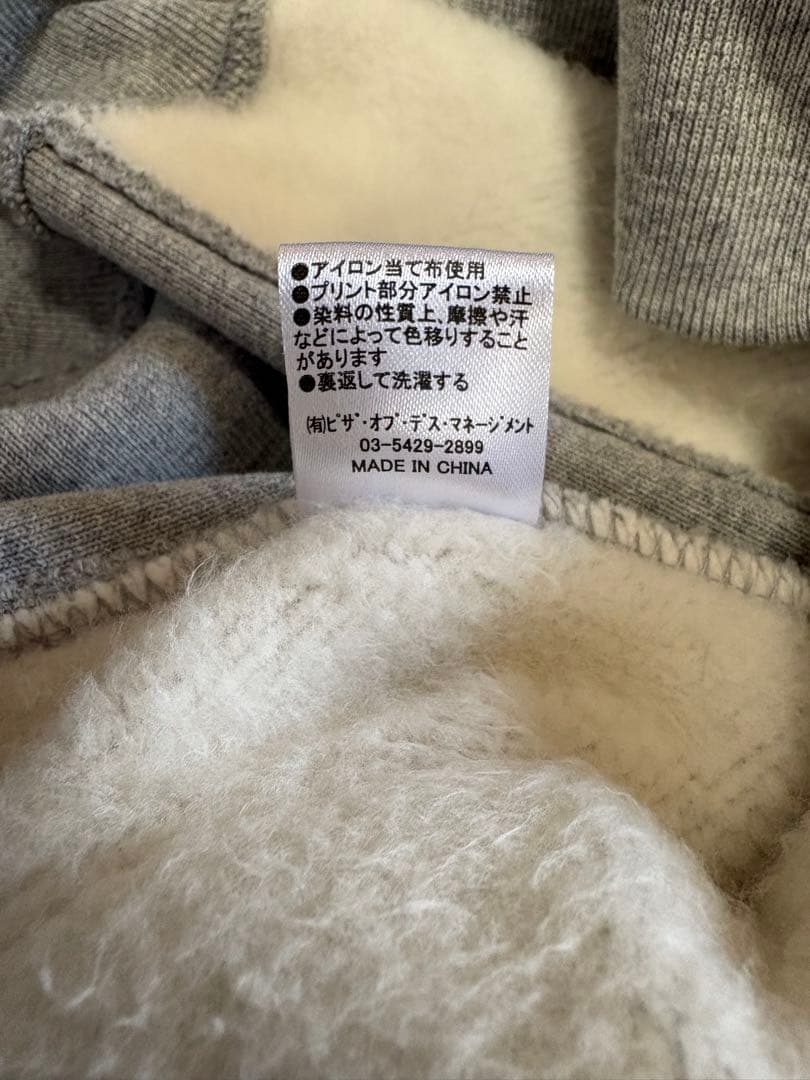 ●アイロン当て布使用
●プリント部分アイロン禁止
●染料の性質上、摩擦や汗
などによって色移りすること
があります
●裏返して洗濯する
㈲ピザ・オブ・デス・マネージメント
03-5429-2899
MADE IN CHINA